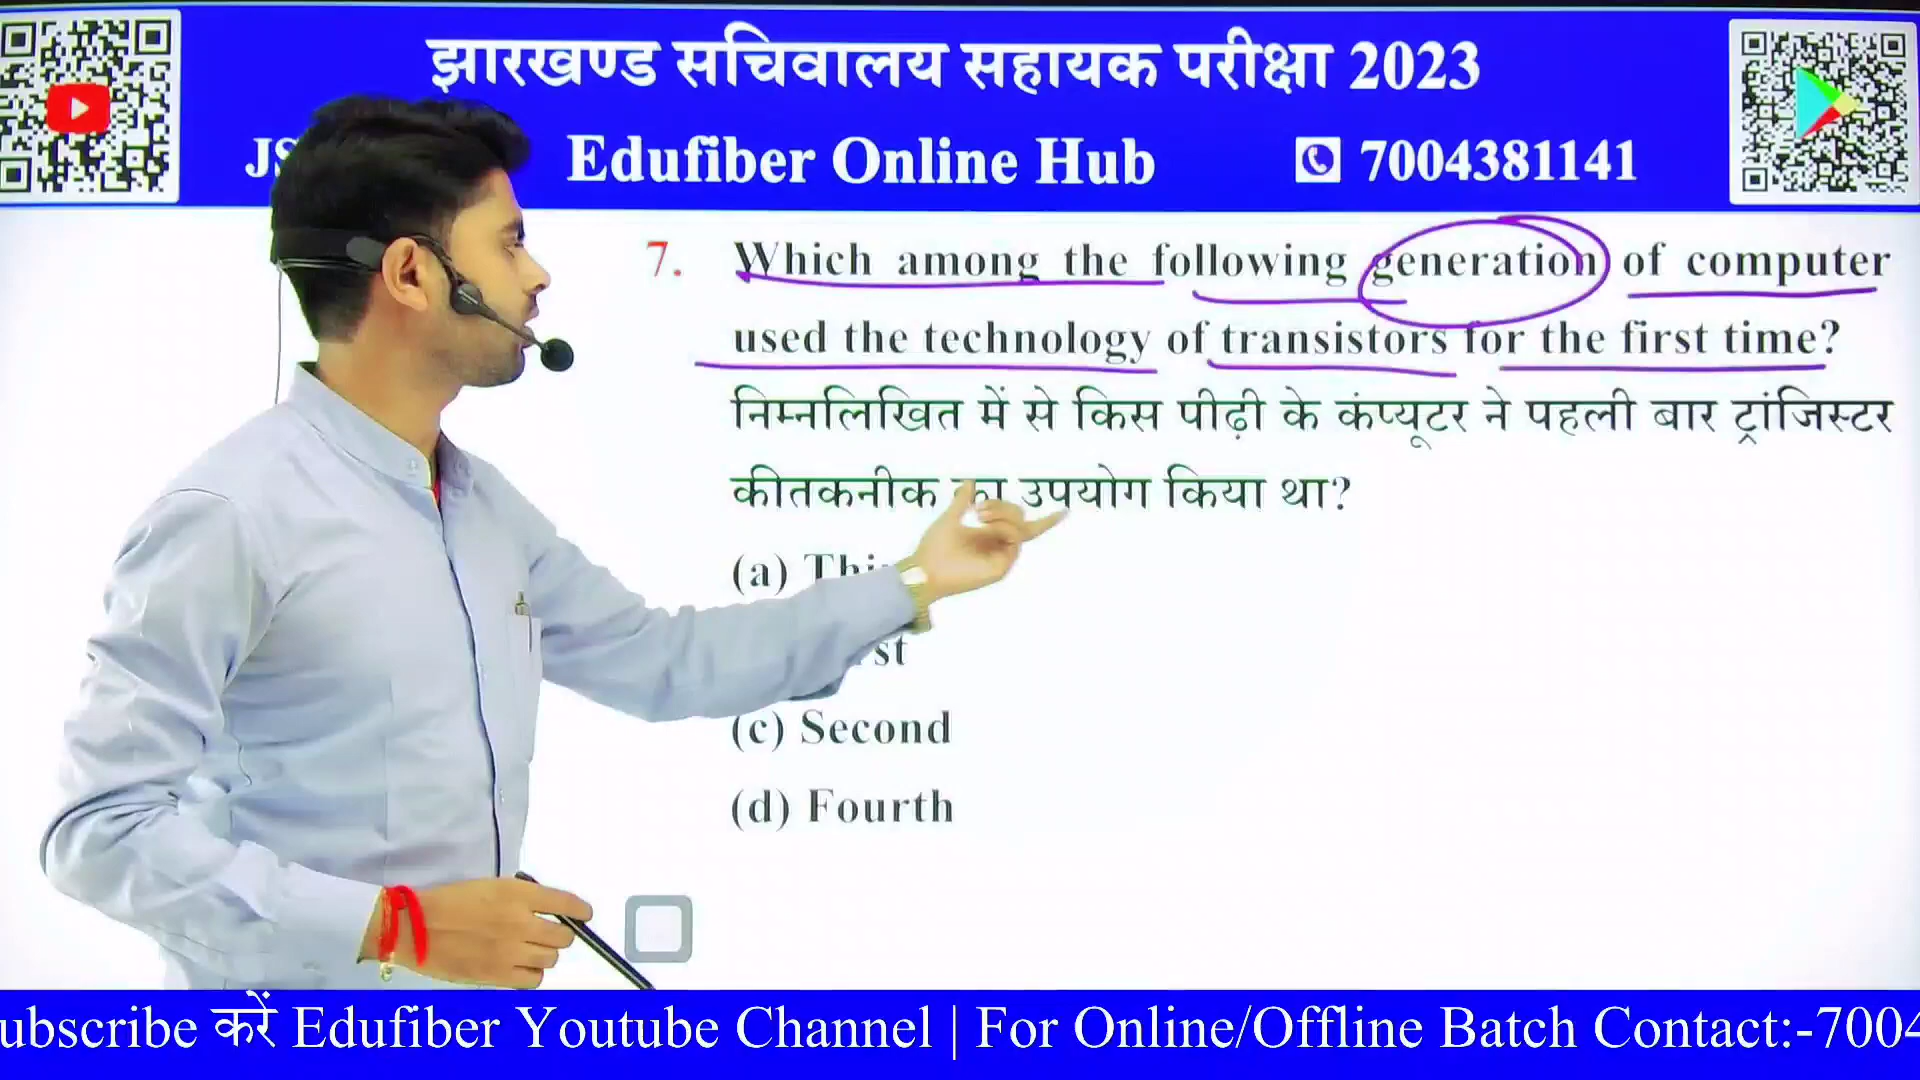 झारखण्ड सचिवालय सहायक परीक्षा 2023
Edufiber Online Hub
7004381141
7. Which among the following generation of computer
used the technology of transistors for the first time?
निम्नलिखित में से किस पीढ़ी के कंप्यूटर ने पहली बार ट्रांजिस्टर
कीतकनीक का उपयोग किया था?
(a)
(c) Second
(d) Fourth
करें Edufiber Youtube Channel | For Online/Offline Batch Contact:-7004